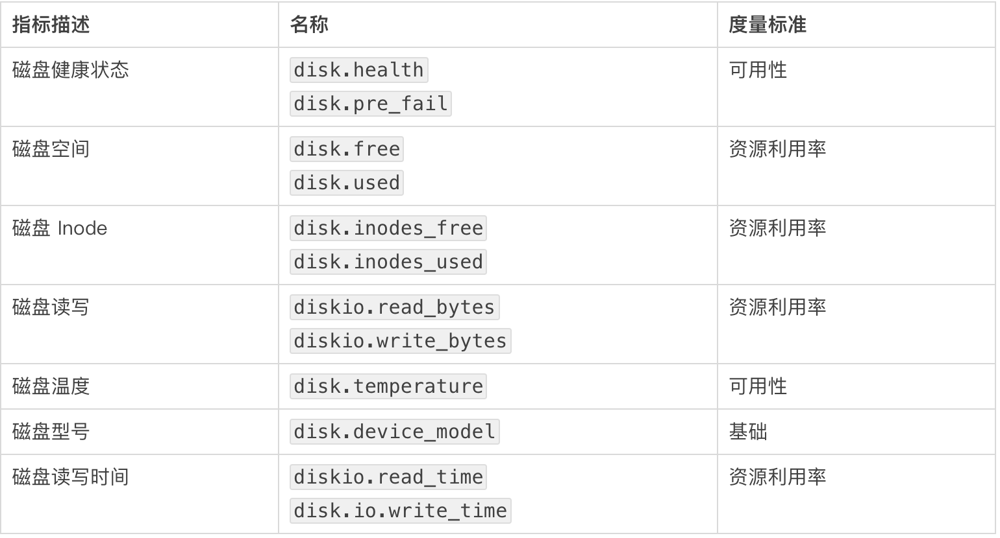 指标描述 名称 度量标准
磁盘健康状态 disk.health 可用性
disk.pre_fail
磁盘空间 disk.free 资源利用率
disk.used
磁盘 Inode disk.inodes_free 资源利用率
disk.inodes_used
磁盘读写 diskio.read_bytes 资源利用率
diskio.write_bytes
磁盘温度 disk.temperature 可用性
磁盘型号 disk.device_model 基础
磁盘读写时间 diskio.read_time 资源利用率
disk.io.write_time